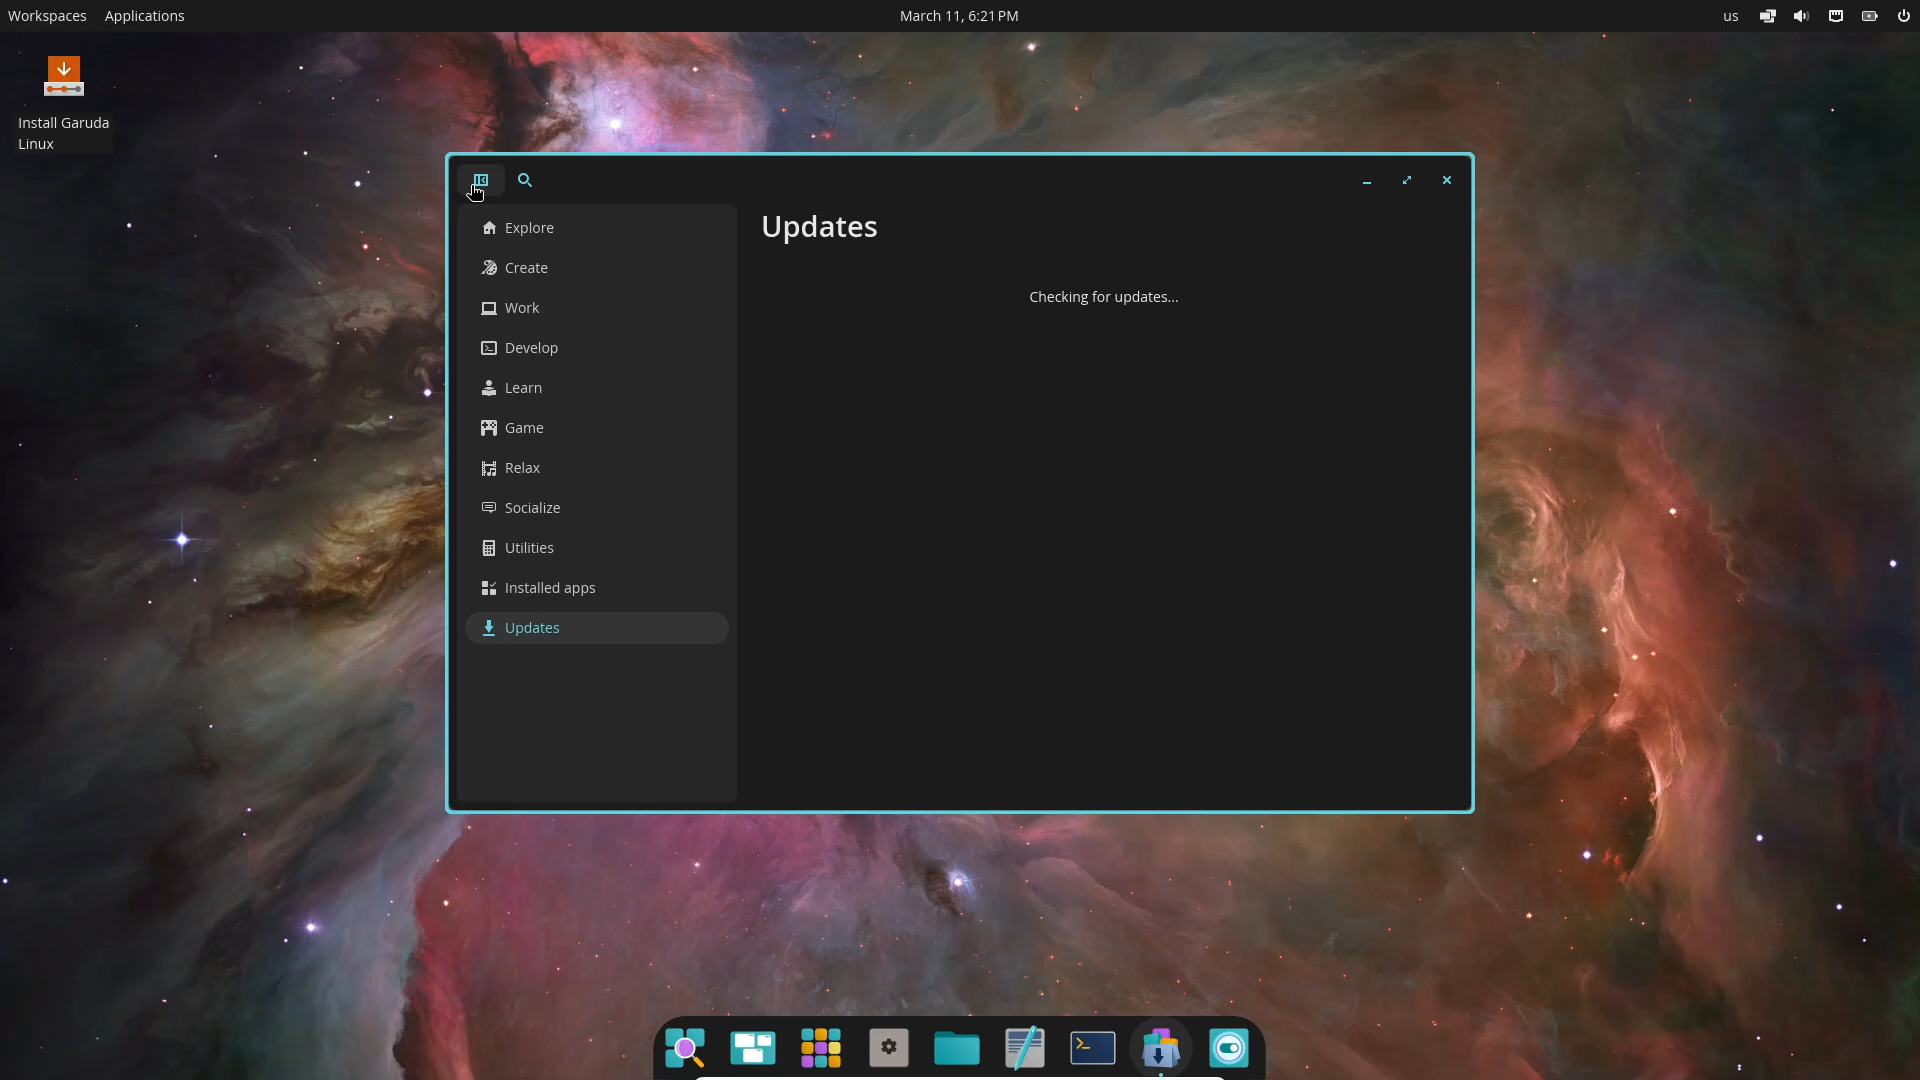 Workspaces Applications March 11, 6:21 PM us
Install Garuda
Linux
Explore
Create
Work
Develop
Learn
Game
Relax
Socialize
Utilities
Installed apps
Updates
Updates
Checking for updates...